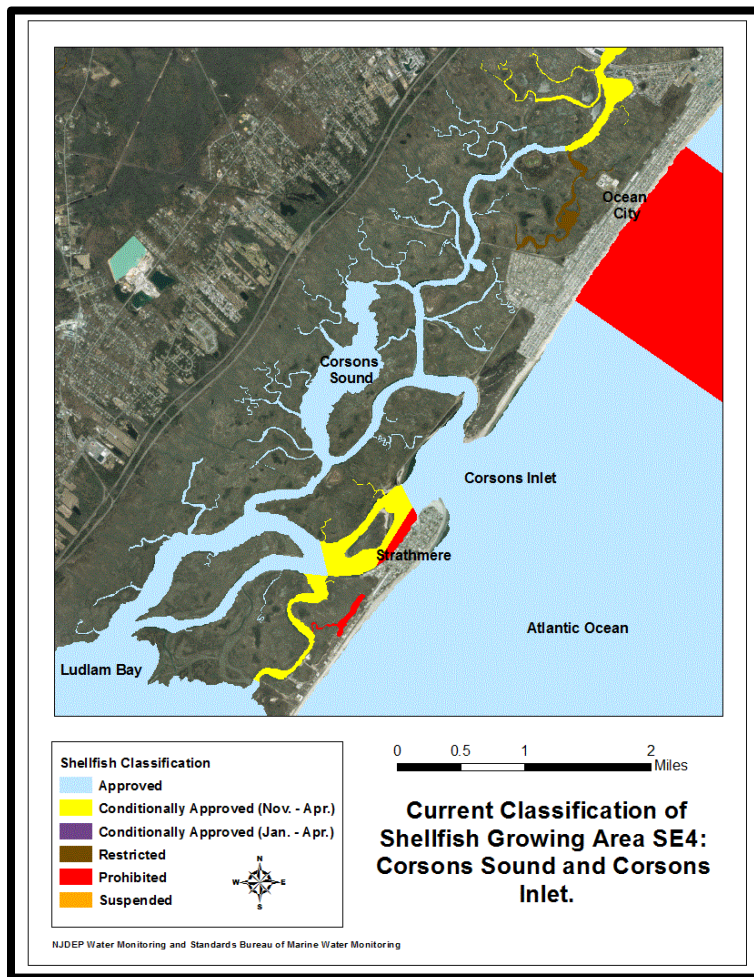 Ocean
City
Corsons
Sound
Corsons Inlet
Strathmere
Atlantic Ocean
Ludlam Bay
Shellfish Classification
Approved
Conditionally Approved (Nov. - Apr.)
Conditionally Approved (Jan. - Apr.)
Restricted
Prohibited
Suspended
N
W E
S
0 0.5 1 2
Miles
Current Classification of
Shellfish Growing Area SE4:
Corsons Sound and Corsons
Inlet.
NJDEP Water Monitoring and Standards Bureau of Marine Water Monitoring